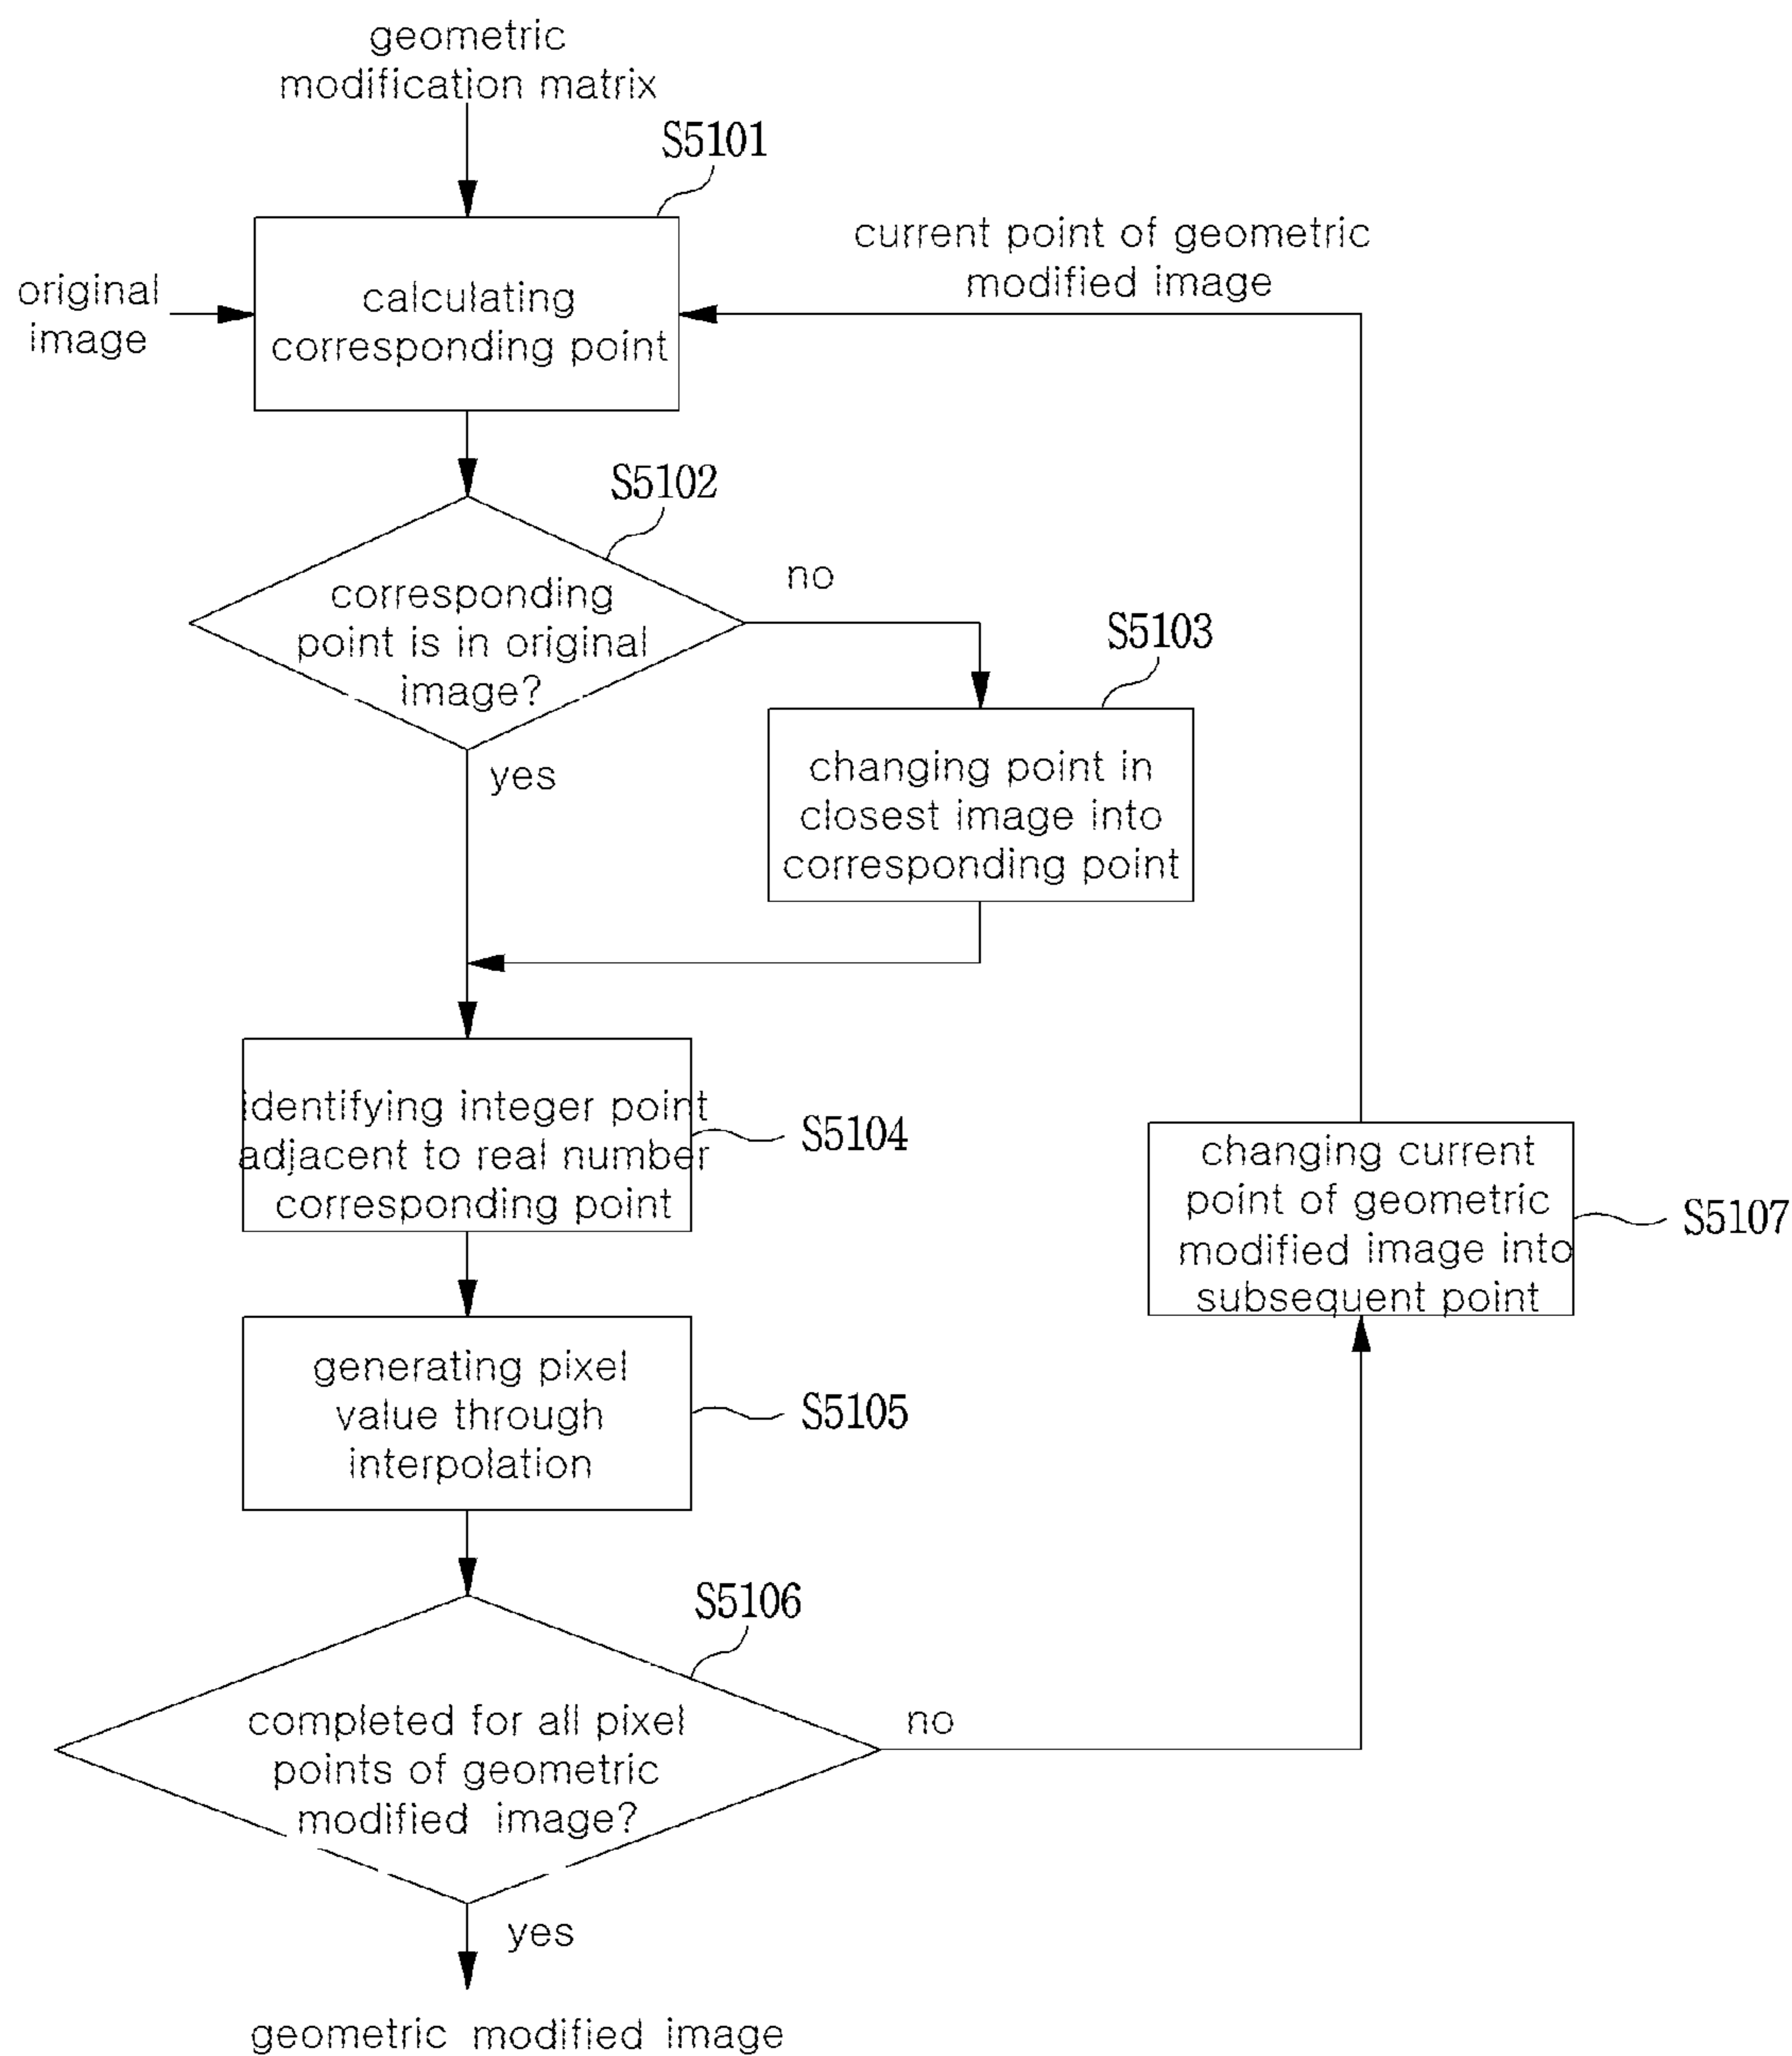 geometric
modification matrix
S5101
current point of geometric
modified image
original
image
calculating
corresponding point
S5102
no
corresponding
point is in original
image?
yes
S5103
changing point in
closest image into
corresponding point
identifying integer point
adjacent to real number
corresponding point
S5104
changing current
point of geometric
modified image into
subsequent point
S5107
generating pixel
value through
interpolation
S5105
S5106
completed for all pixel
points of geometric
modified image?
no
yes
geometric modified image